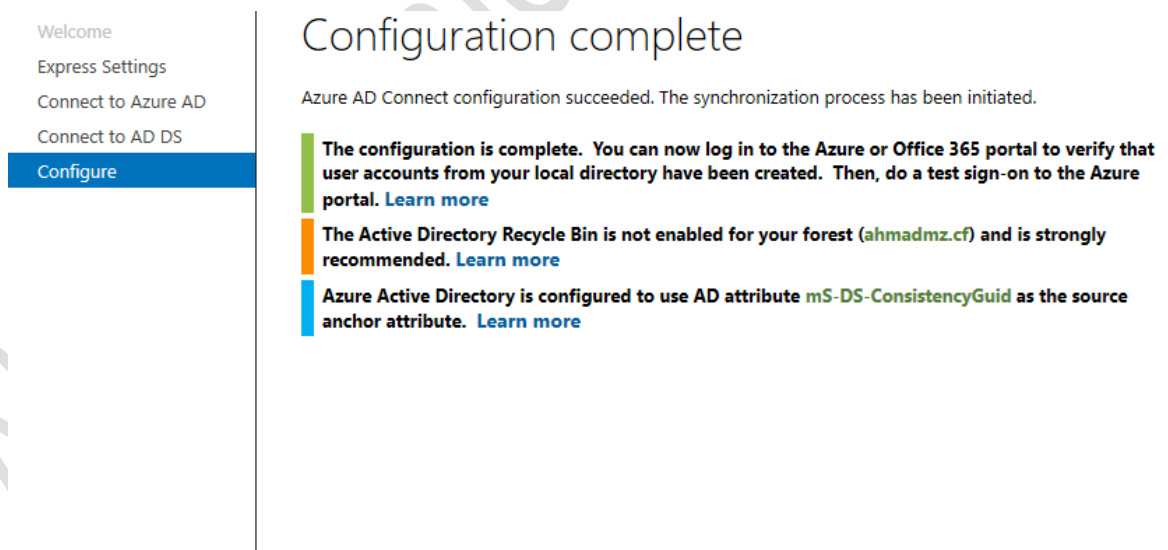 Welcome
Express Settings
Connect to Azure AD
Connect to AD DS
Configure
Configuration complete
Azure AD Connect configuration succeeded. The synchronization process has been initiated.
The configuration is complete.  You can now log in to the Azure or Office 365 portal to verify that
user accounts from your local directory have been created.  Then, do a test sign-on to the Azure
portal. Learn more
The Active Directory Recycle Bin is not enabled for your forest (ahmadmz.cf) and is strongly
recommended. Learn more
Azure Active Directory is configured to use AD attribute mS-DS-ConsistencyGuid as the source
anchor attribute.  Learn more